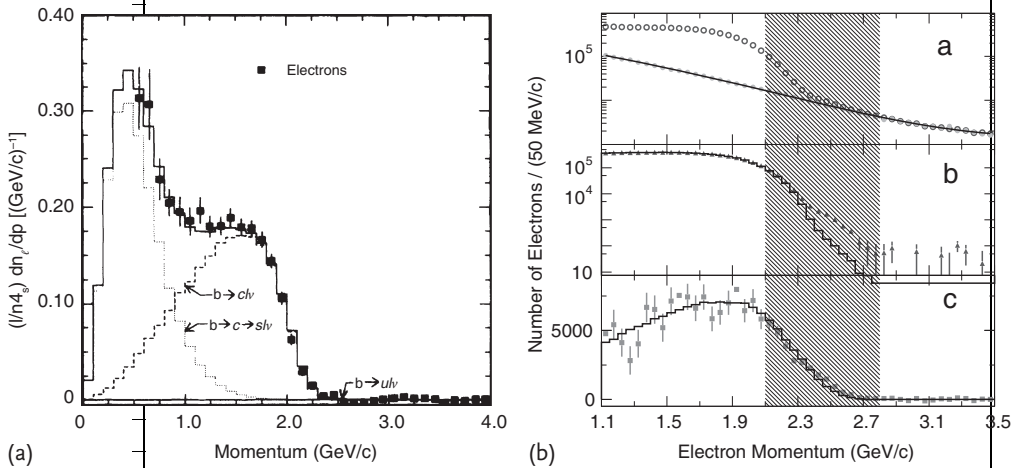 0.40
0.30
0.20
0.10
0
(l/n4s) dnℓ/dp [(GeV/c)⁻¹]
Electrons
b→clν
b→c→slν
b→ulν
0 1.0 2.0 3.0 4.0
Momentum (GeV/c)
(a)
Number of Electrons / (50 MeV/c)
10⁵
a
10⁵
10⁴
10
b
5000
0
c
1.1 1.5 1.9 2.3 2.7 3.1 3.5
Electron Momentum (GeV/c)
(b)